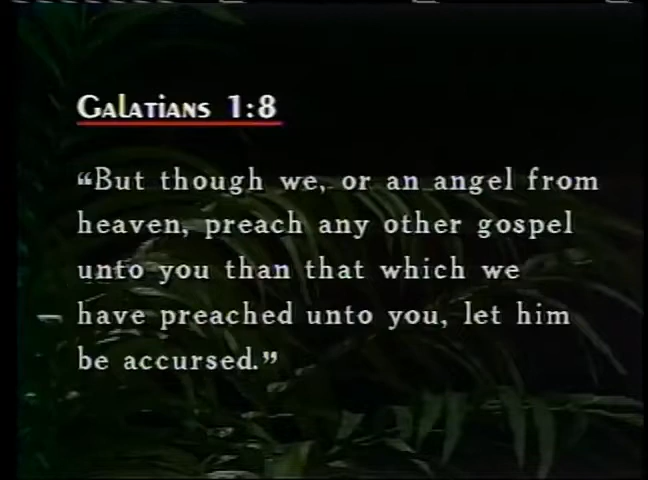 Galatians 1:8
“But though we, or an angel from
heaven, preach any other gospel
unto you than that which we
have preached unto you, let him
be accursed.”